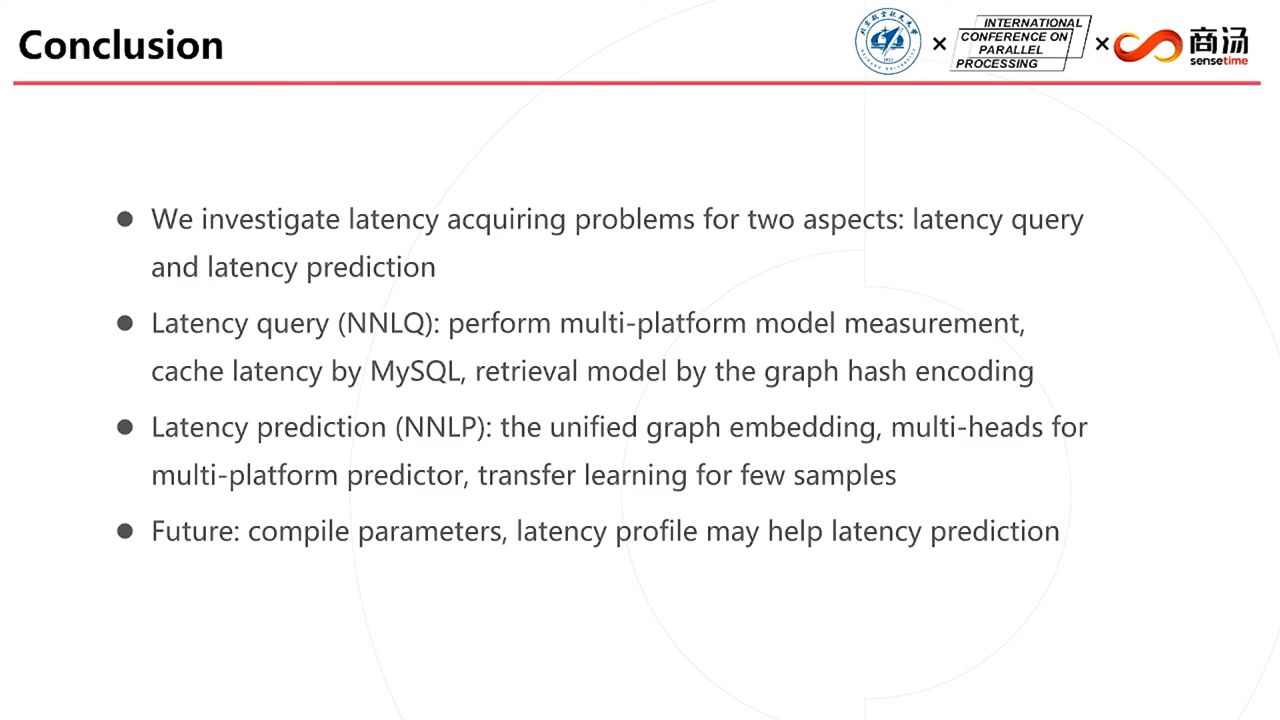 Conclusion
INTERNATIONAL
CONFERENCE ON
PARALLEL
PROCESSING
商汤
sensetime
We investigate latency acquiring problems for two aspects: latency query
and latency prediction
Latency query (NNLQ): perform multi-platform model measurement,
cache latency by MySQL, retrieval model by the graph hash encoding
Latency prediction (NNLP): the unified graph embedding, multi-heads for
multi-platform predictor, transfer learning for few samples
Future: compile parameters, latency profile may help latency prediction